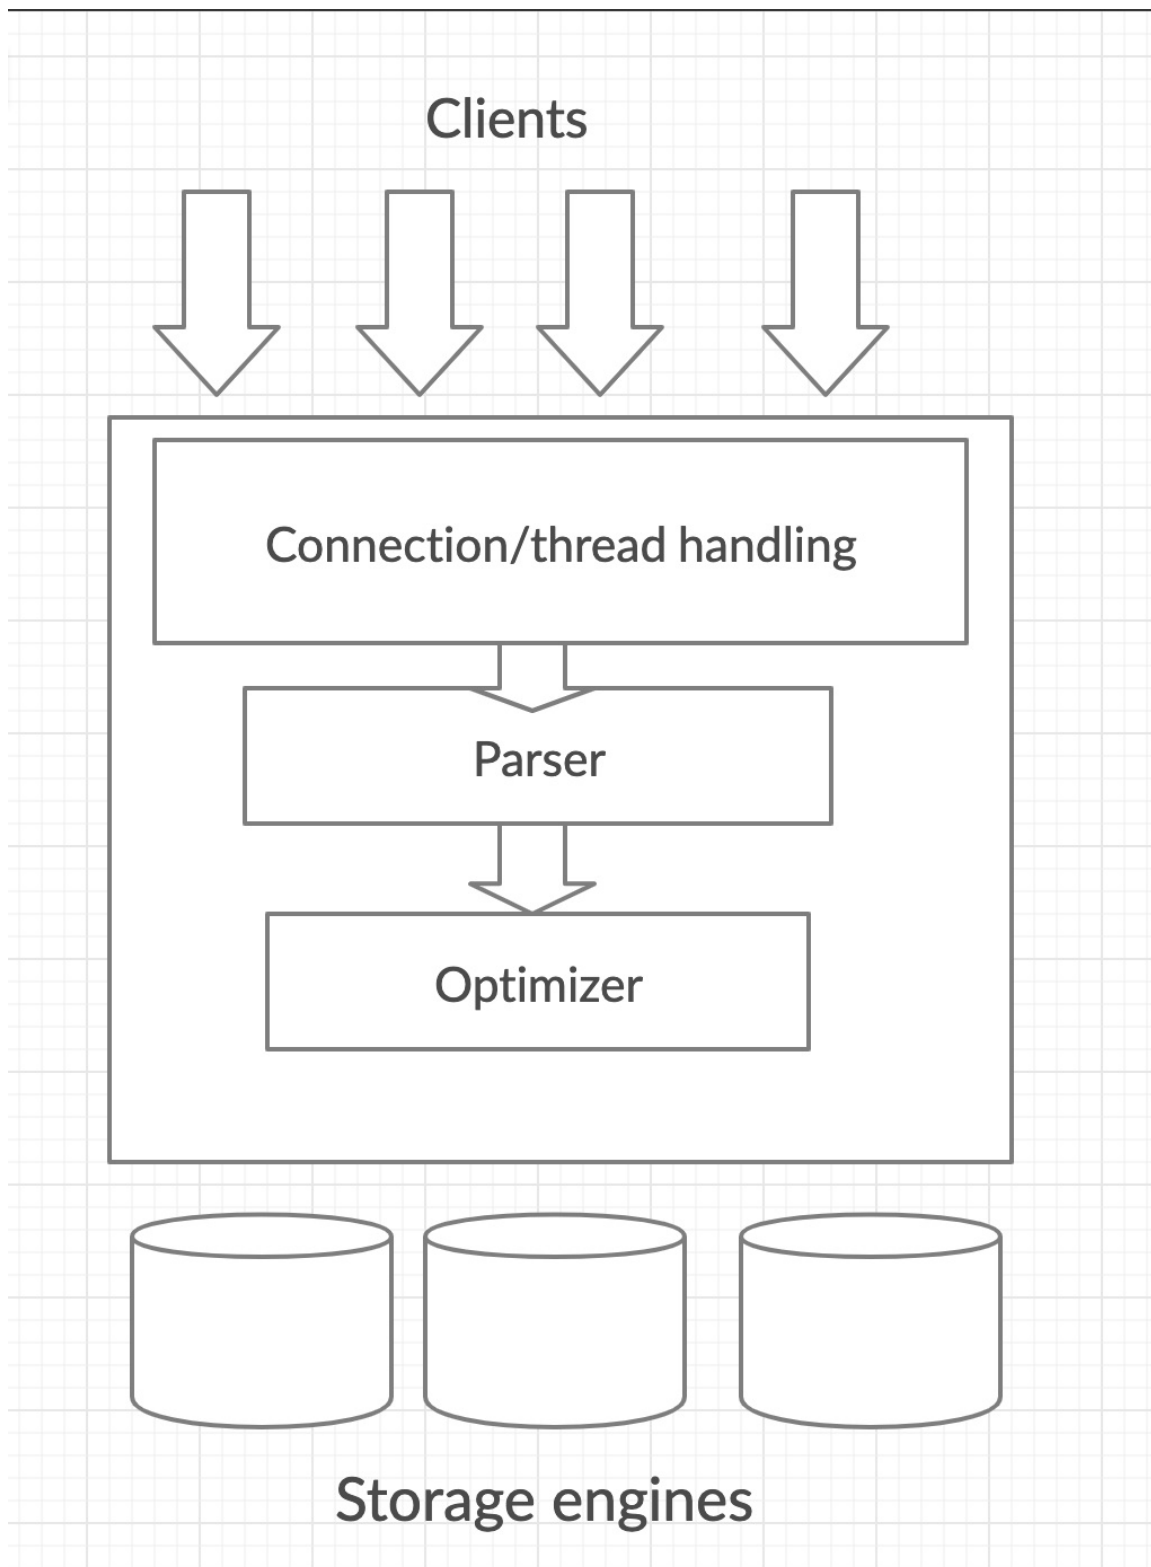 Clients
Connection/thread handling
Parser
Optimizer
Storage engines